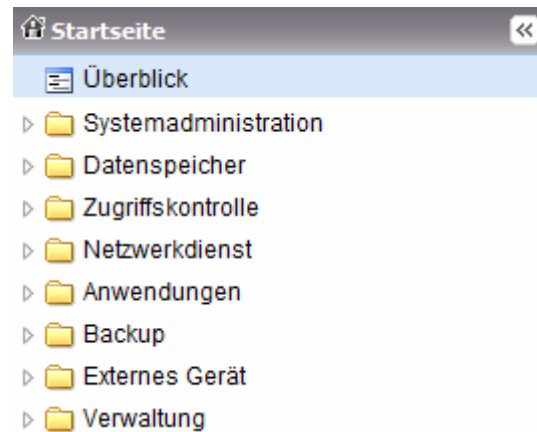 Startseite
Überblick
Systemadministration
Datenspeicher
Zugriffskontrolle
Netzwerkdienst
Anwendungen
Backup
Externes Gerät
Verwaltung